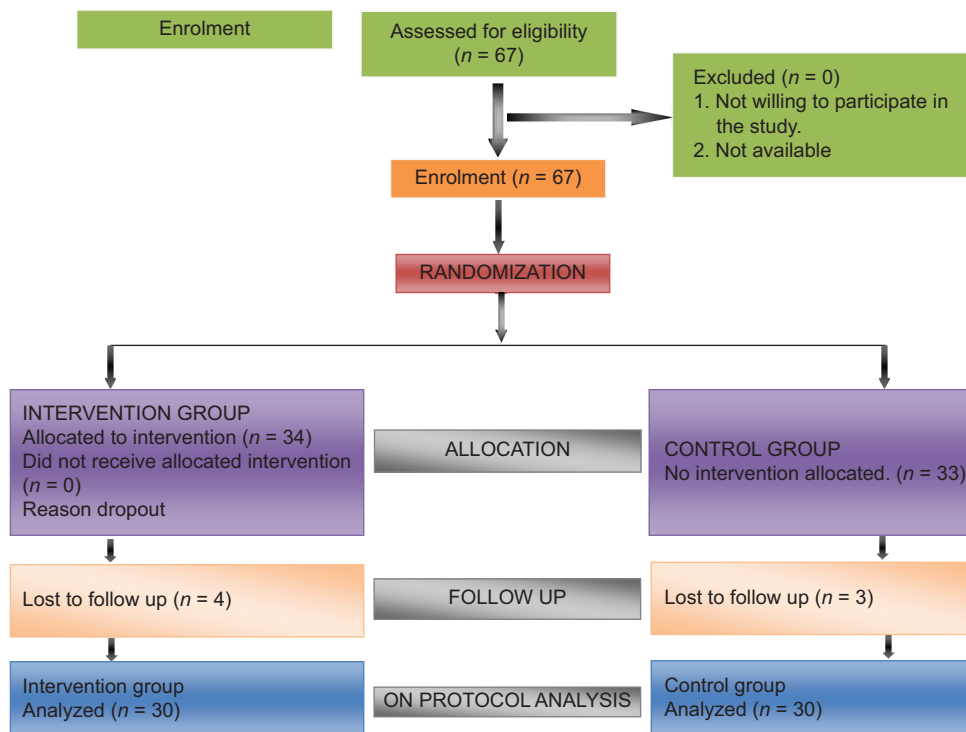 Enrolment
Assessed for eligibility
(n = 67)
Excluded (n = 0)
1. Not willing to participate in
the study.
2. Not available
Enrolment (n = 67)
RANDOMIZATION
INTERVENTION GROUP
Allocated to intervention (n = 34)
Did not receive allocated intervention
(n = 0)
Reason dropout
ALLOCATION
CONTROL GROUP
No intervention allocated. (n = 33)
Lost to follow up (n = 4)
FOLLOW UP
Lost to follow up (n = 3)
Intervention group
Analyzed (n = 30)
ON PROTOCOL ANALYSIS
Control group
Analyzed (n = 30)